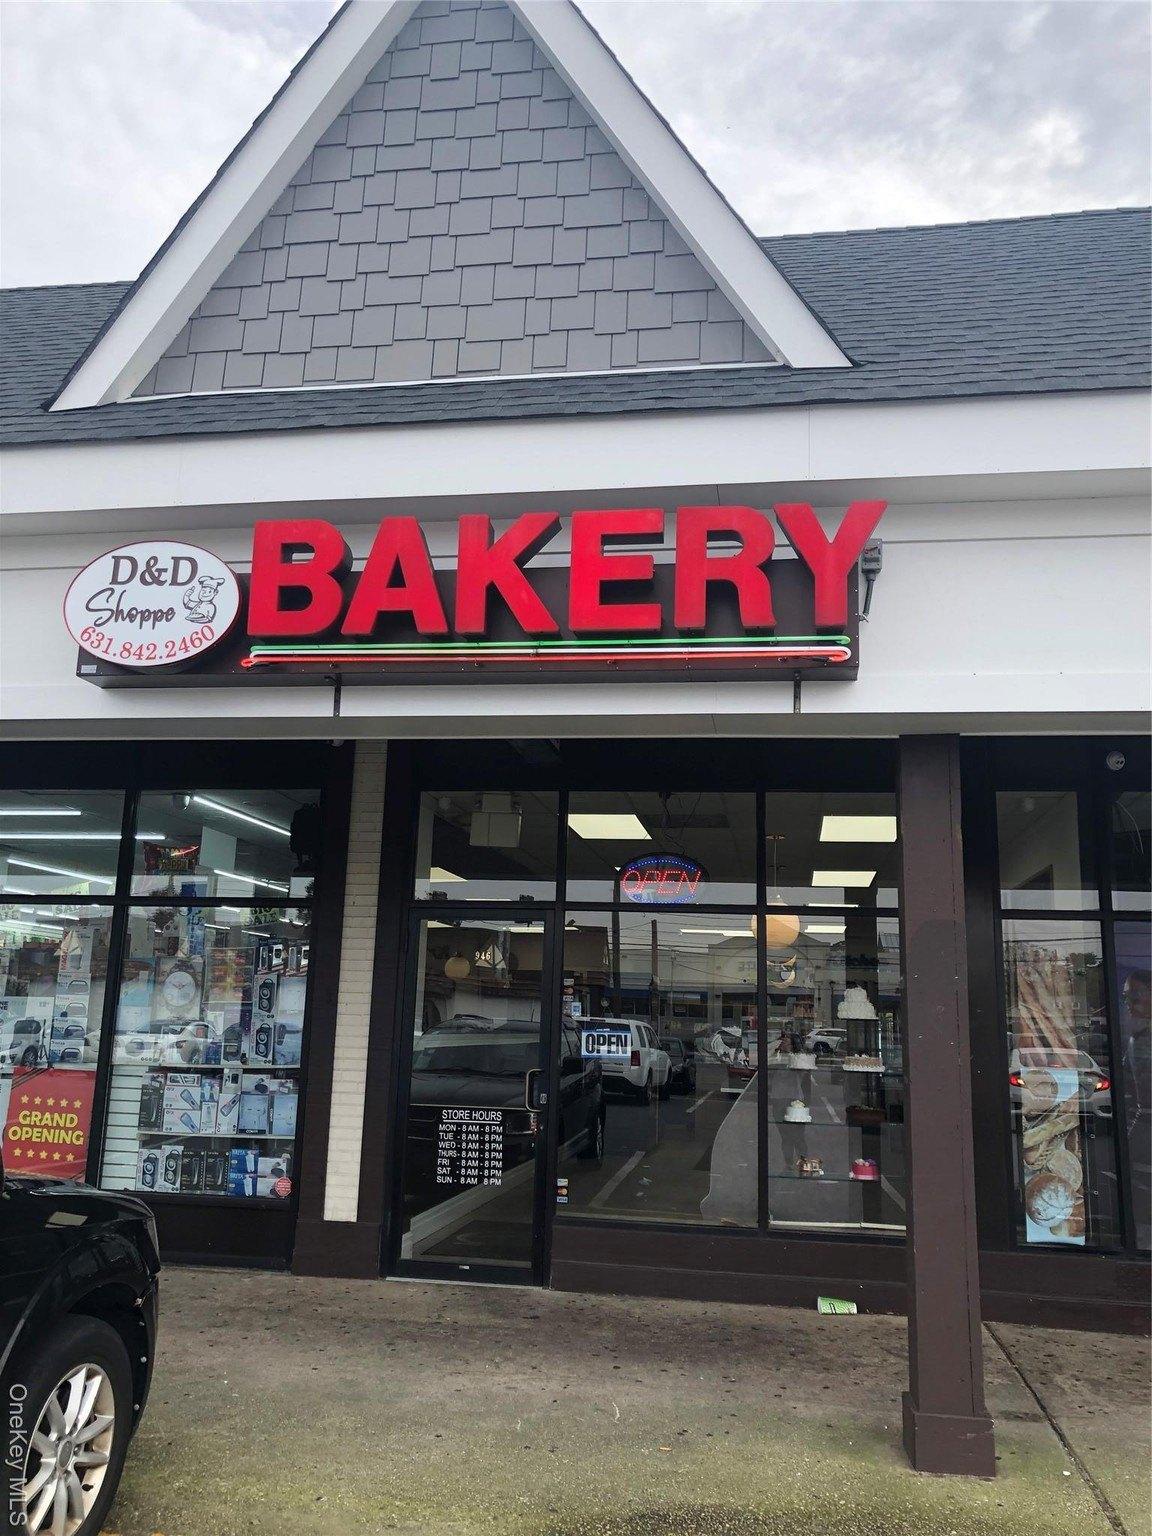 D&D
Shoppe
631.842.2460
BAKERY
OPEN
946
OPEN
STORE HOURS
MON - 8 AM - 8 PM
TUE - 8 AM - 8 PM
WED - 8 AM - 8 PM
THURS - 8 AM - 8 PM
FRI - 8 AM - 8 PM
SAT - 8 AM - 8 PM
SUN - 8 AM 8 PM
GRAND
OPENING
OneKey MLS